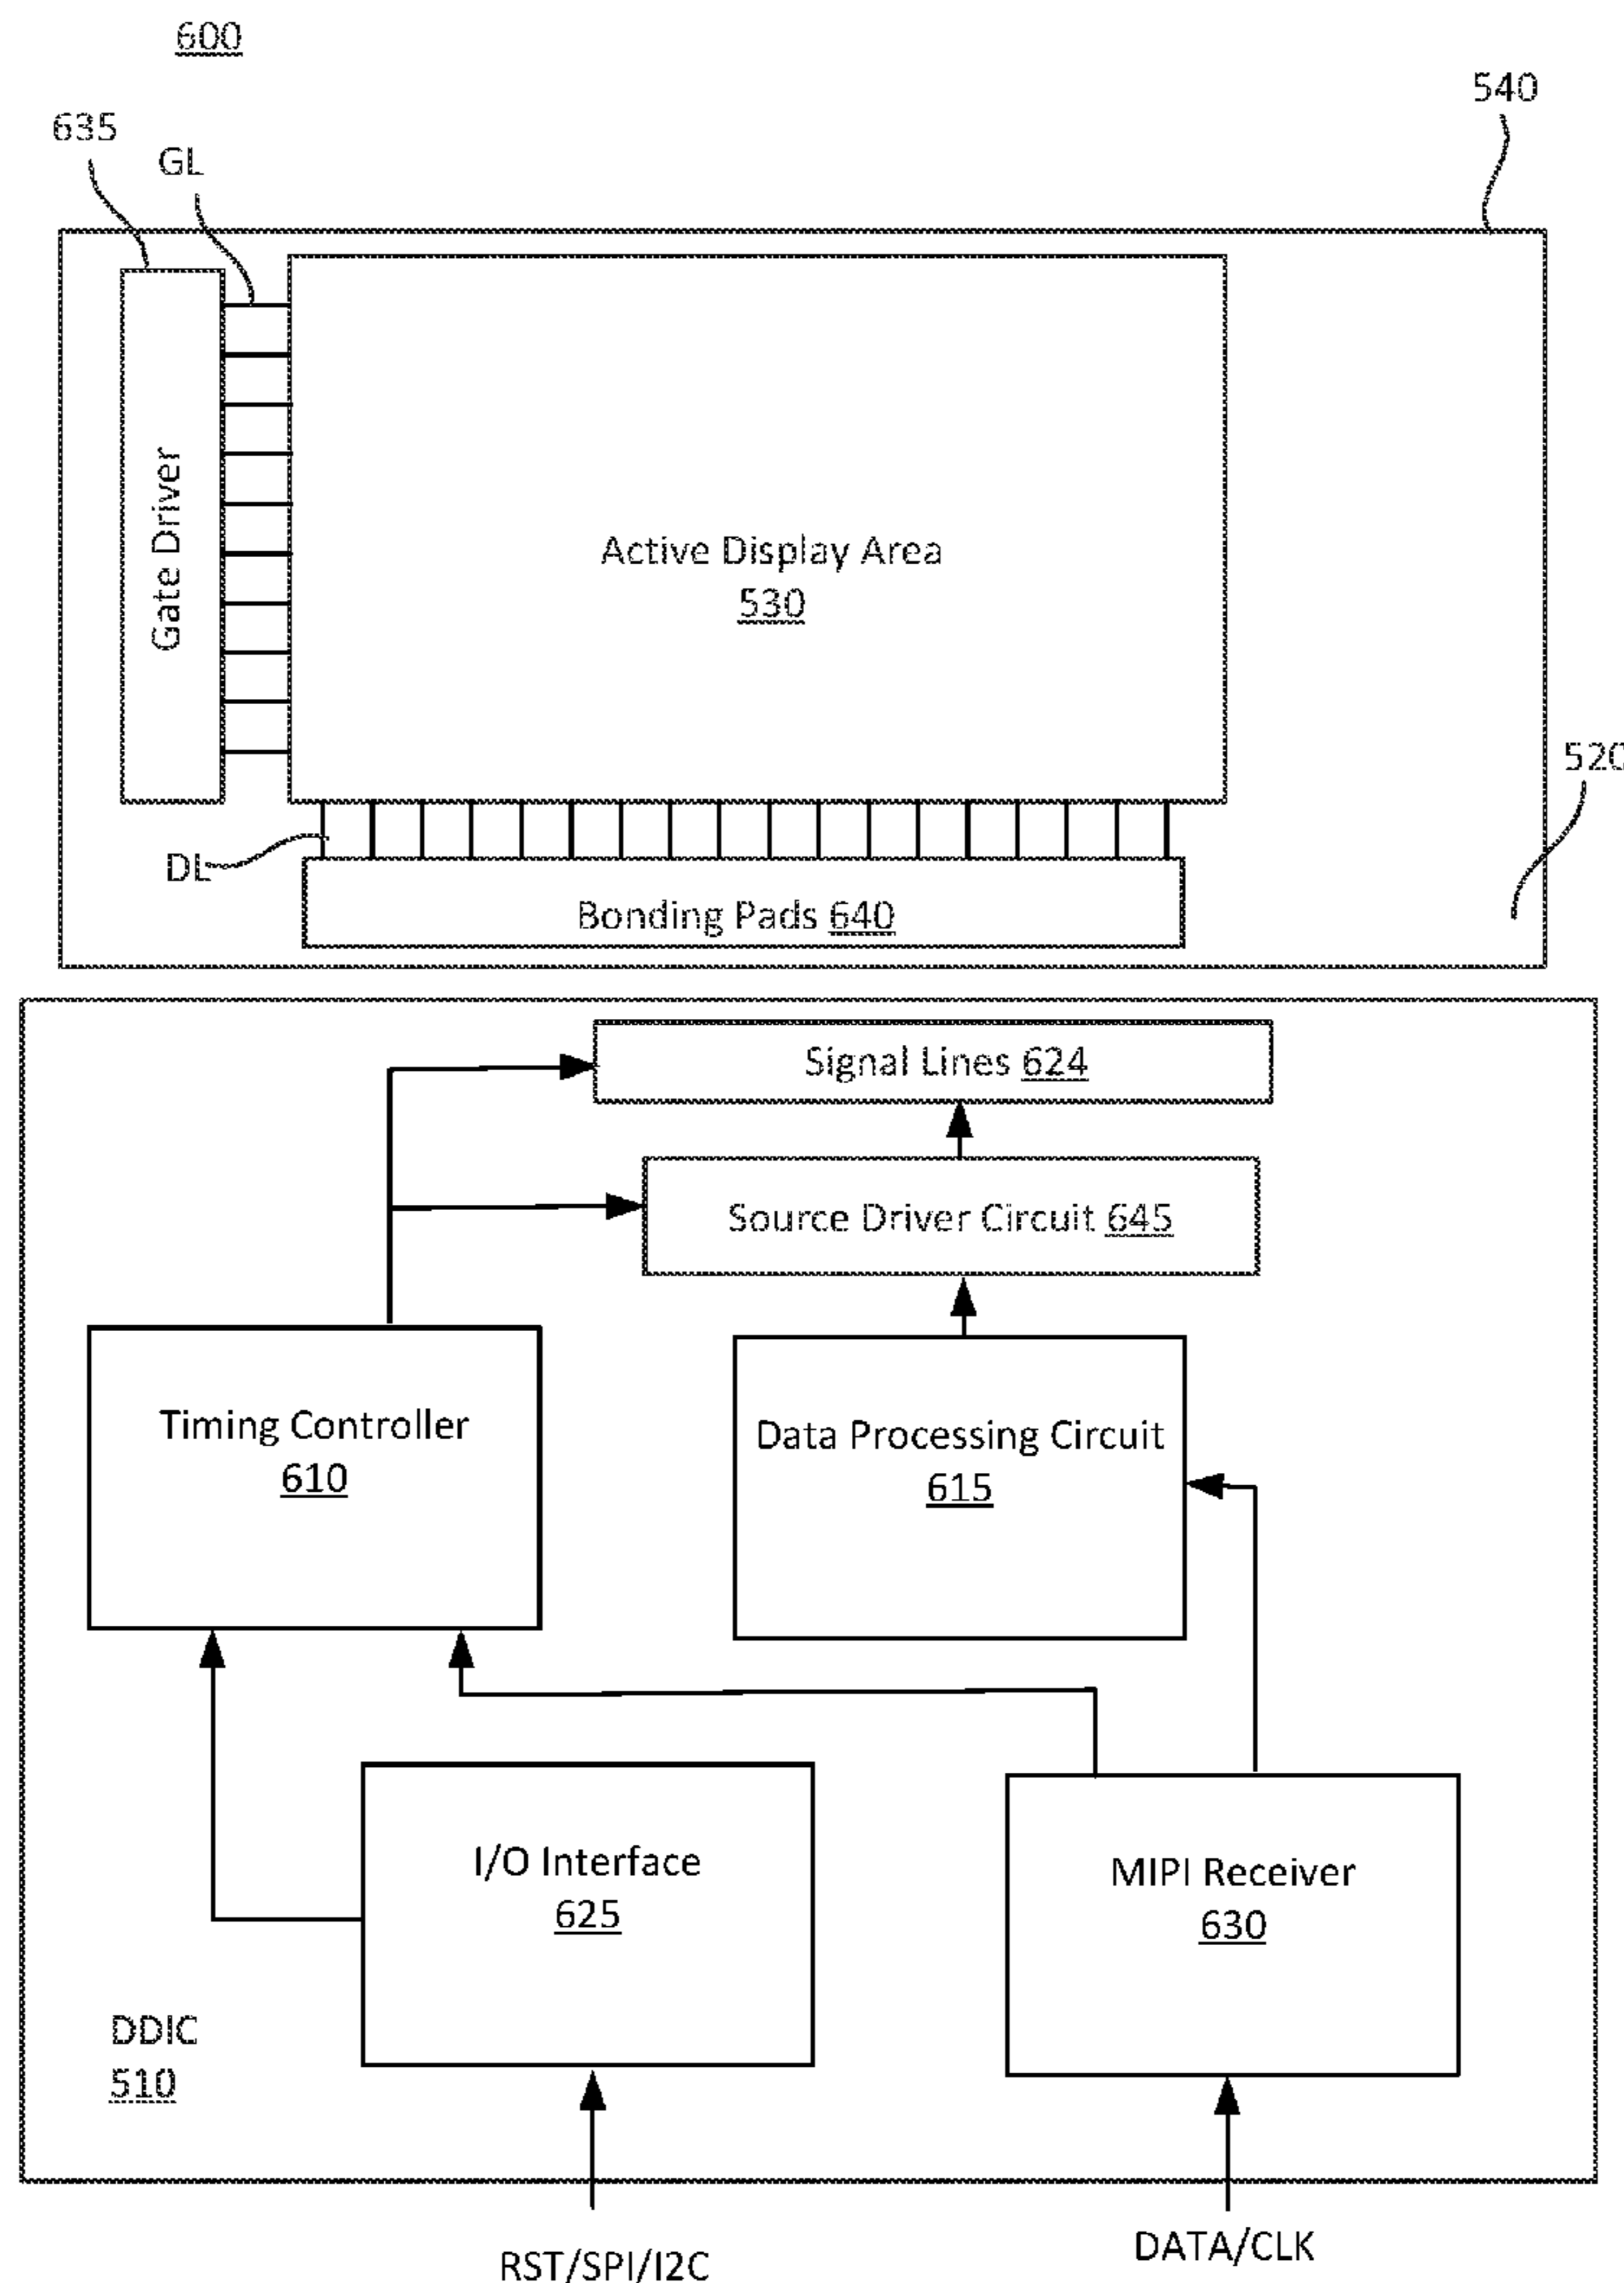 600
540
635
GL
Gate Driver
Active Display Area
530
520
DL
Bonding Pads 640
Signal Lines 624
Source Driver Circuit 645
Timing Controller
610
Data Processing Circuit
615
I/O Interface
625
MIPI Receiver
630
DDIC
510
RST/SPI/I2C
DATA/CLK